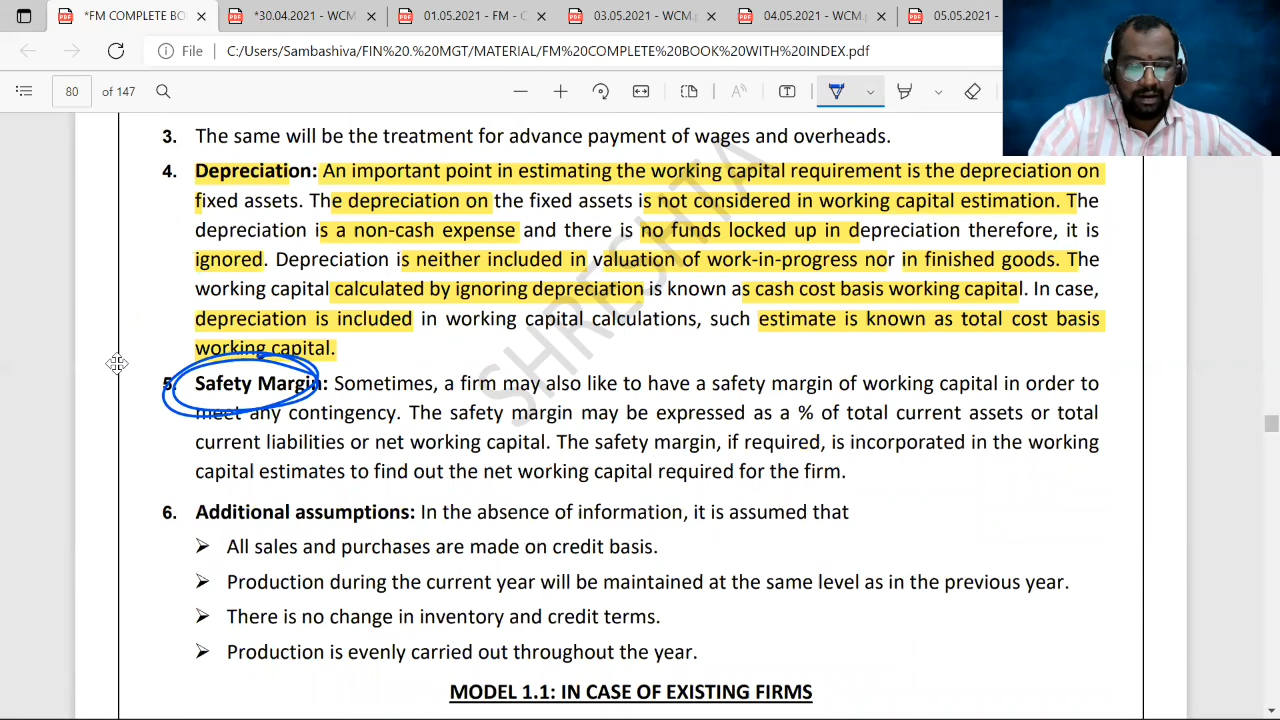 *FM COMPLETE BO
*30.04.2021 - WCM
01.05.2021 - FM - C
03.05.2021 - WCM.p
04.05.2021 - WCM.p
05.05.2021 -
File C:/Users/Sambashiva/FIN%20.%20MGT/MATERIAL/FM%20COMPLETE%20BOOK%20WITH%20INDEX.pdf
80 of 147
3. The same will be the treatment for advance payment of wages and overheads.
4. Depreciation: An important point in estimating the working capital requirement is the depreciation on
fixed assets. The depreciation on the fixed assets is not considered in working capital estimation. The
depreciation is a non-cash expense and there is no funds locked up in depreciation therefore, it is
ignored. Depreciation is neither included in valuation of work-in-progress nor in finished goods. The
working capital calculated by ignoring depreciation is known as cash cost basis working capital. In case,
depreciation is included in working capital calculations, such estimate is known as total cost basis
working capital.
5. Safety Margin: Sometimes, a firm may also like to have a safety margin of working capital in order to
meet any contingency. The safety margin may be expressed as a % of total current assets or total
current liabilities or net working capital. The safety margin, if required, is incorporated in the working
capital estimates to find out the net working capital required for the firm.
6. Additional assumptions: In the absence of information, it is assumed that
All sales and purchases are made on credit basis.
Production during the current year will be maintained at the same level as in the previous year.
There is no change in inventory and credit terms.
Production is evenly carried out throughout the year.
MODEL 1.1: IN CASE OF EXISTING FIRMS
SHRESHTA